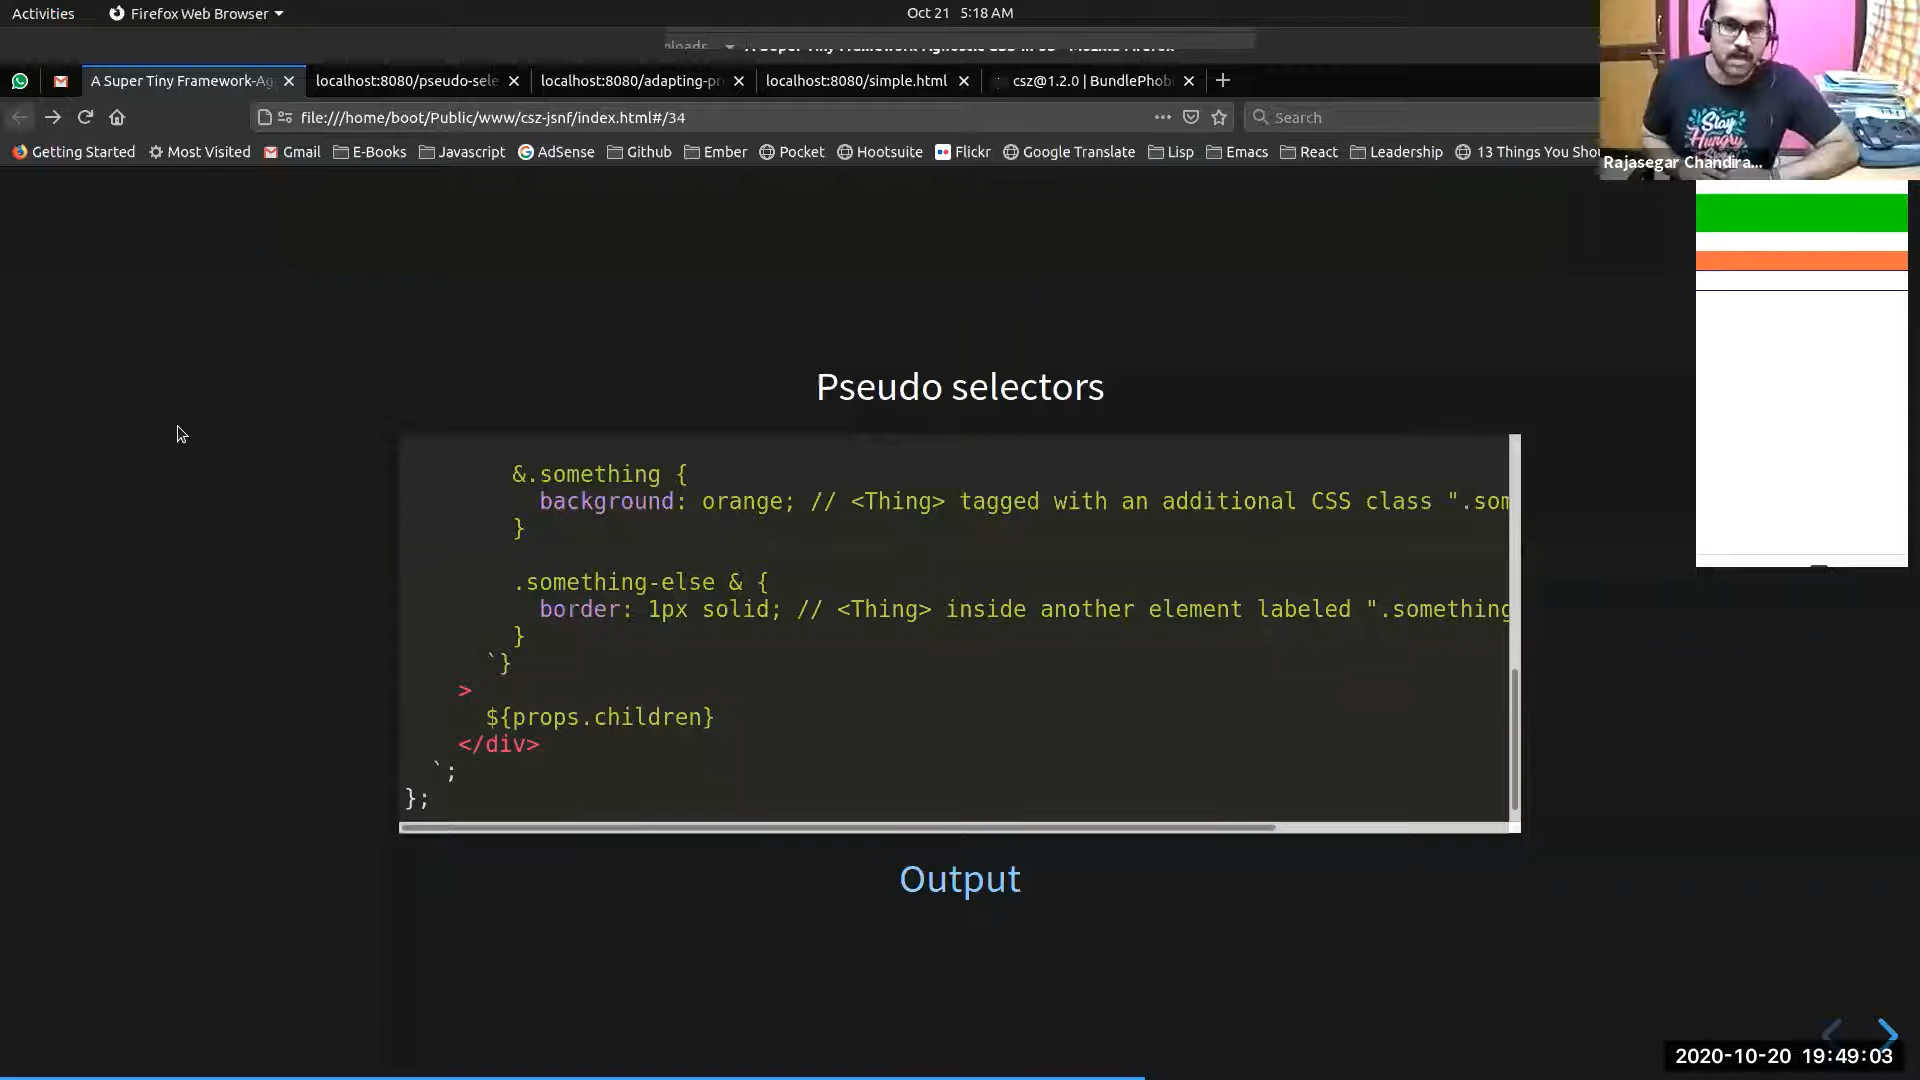 Activities
Firefox Web Browser
Oct 21 5:18 AM
A Super Tiny Framework-Ag
localhost:8080/pseudo-sele
localhost:8080/adapting-pr
localhost:8080/simple.html
csz@1.2.0 | BundlePhob
file:///home/boot/Public/www/csz-jsnf/index.html#/34
Search
Getting Started
Most Visited
Gmail
E-Books
Javascript
AdSense
Github
Ember
Pocket
Hootsuite
Flickr
Google Translate
Lisp
Emacs
React
Leadership
13 Things You Shou
Stay
Hungry
Rajasegar Chandira...
Pseudo selectors
&.something {
background: orange; // <Thing> tagged with an additional CSS class ".som
}
.something-else & {
border: 1px solid; // <Thing> inside another element labeled ".something
}
`}
>
${props.children}
</div>
`;
};
Output
2020-10-20 19:49:03